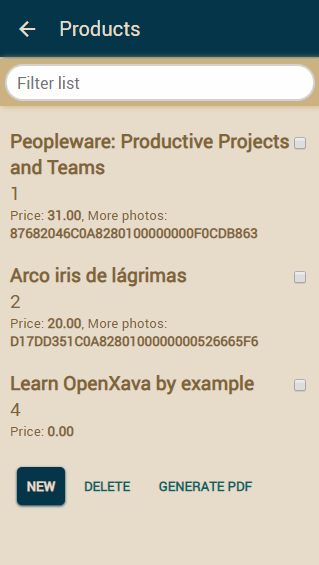 Products
Filter list
Peopleware: Productive Projects
and Teams
1
Price: 31.00, More photos:
87682046C0A8280100000000F0CDB863
Arco iris de lágrimas
2
Price: 20.00, More photos:
D17DD351C0A8280100000000526665F6
Learn OpenXava by example
4
Price: 0.00
NEW DELETE GENERATE PDF